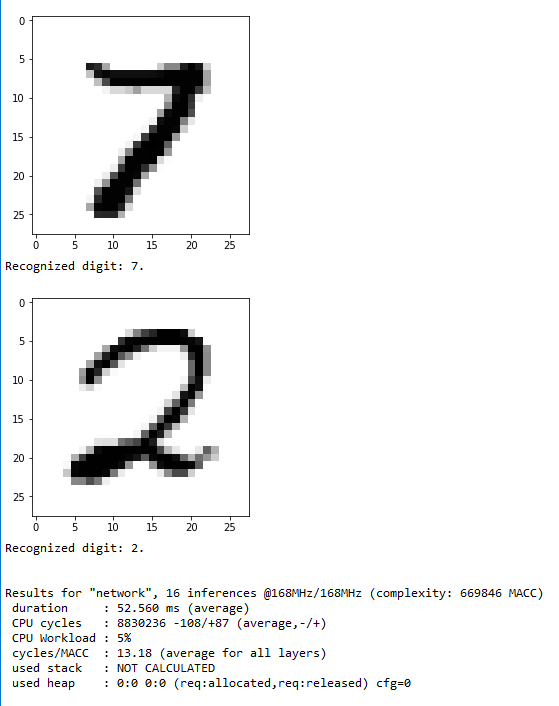 0
5
10
15
20
25
7
0 5 10 15 20 25
Recognized digit: 7.
0
5
10
15
20
25
2
0 5 10 15 20 25
Recognized digit: 2.
Results for "network", 16 inferences @168MHz/168MHz (complexity: 669846 MACC)
duration : 52.560 ms (average)
CPU cycles : 8830236 -108/+87 (average,-/+)
CPU Workload : 5%
cycles/MACC : 13.18 (average for all layers)
used stack : NOT CALCULATED
used heap : 0:0 0:0 (req:allocated,req:released) cfg=0